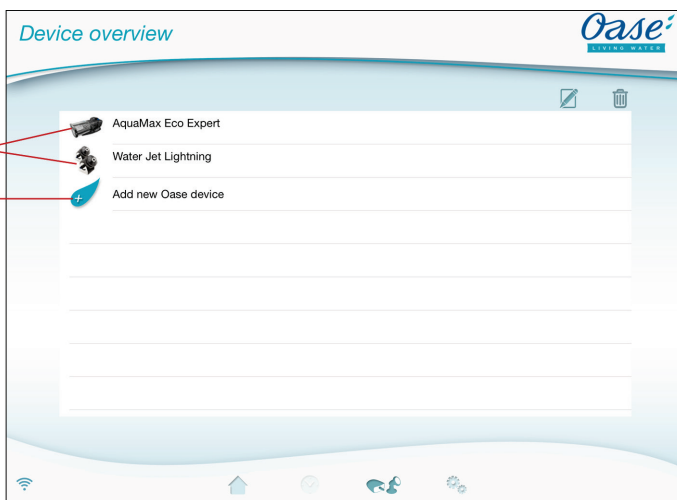 Device overview
Oase
LIVING WATER
AquaMax Eco Expert
Water Jet Lightning
Add new Oase device